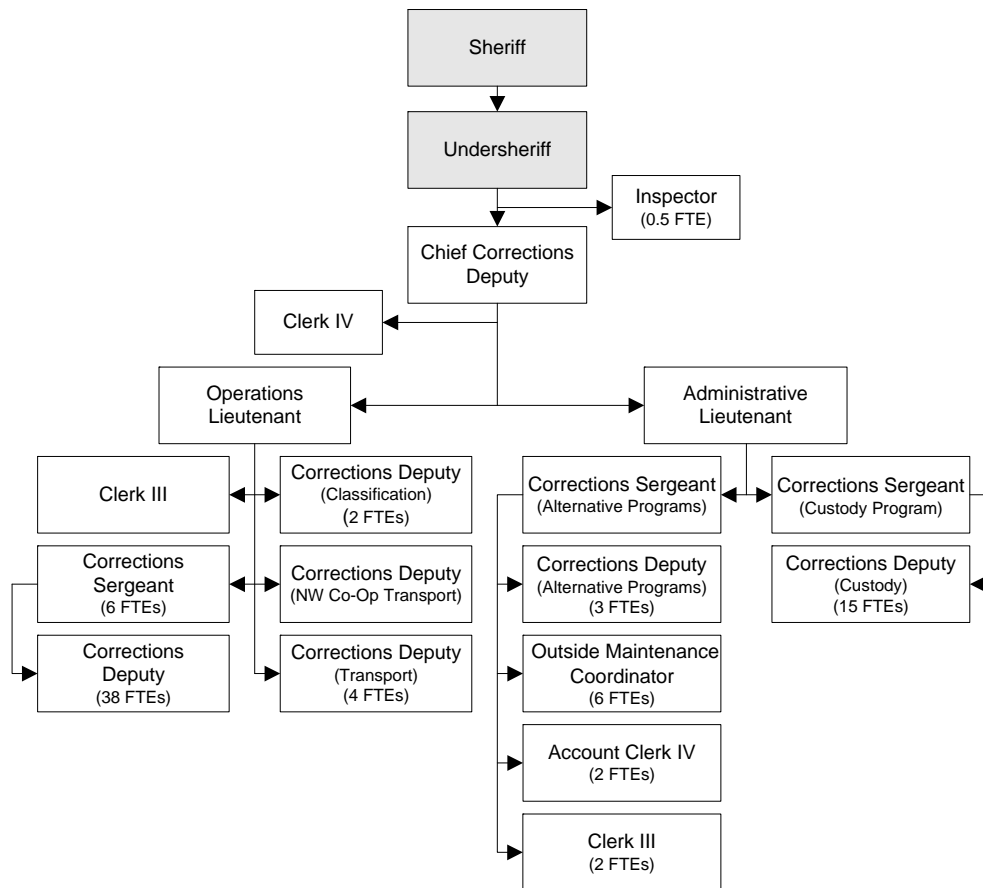 Sheriff
Undersheriff
Inspector
(0.5 FTE)
Chief Corrections
Deputy
Clerk IV
Operations
Lieutenant
Administrative
Lieutenant
Clerk III
Corrections Deputy
(Classification)
(2 FTEs)
Corrections Sergeant
(Alternative Programs)
Corrections Sergeant
(Custody Program)
Corrections
Sergeant
(6 FTEs)
Corrections Deputy
(NW Co-Op Transport)
Corrections Deputy
(Alternative Programs)
(3 FTEs)
Corrections Deputy
(Custody)
(15 FTEs)
Corrections
Deputy
(38 FTEs)
Corrections Deputy
(Transport)
(4 FTEs)
Outside Maintenance
Coordinator
(6 FTEs)
Account Clerk IV
(2 FTEs)
Clerk III
(2 FTEs)